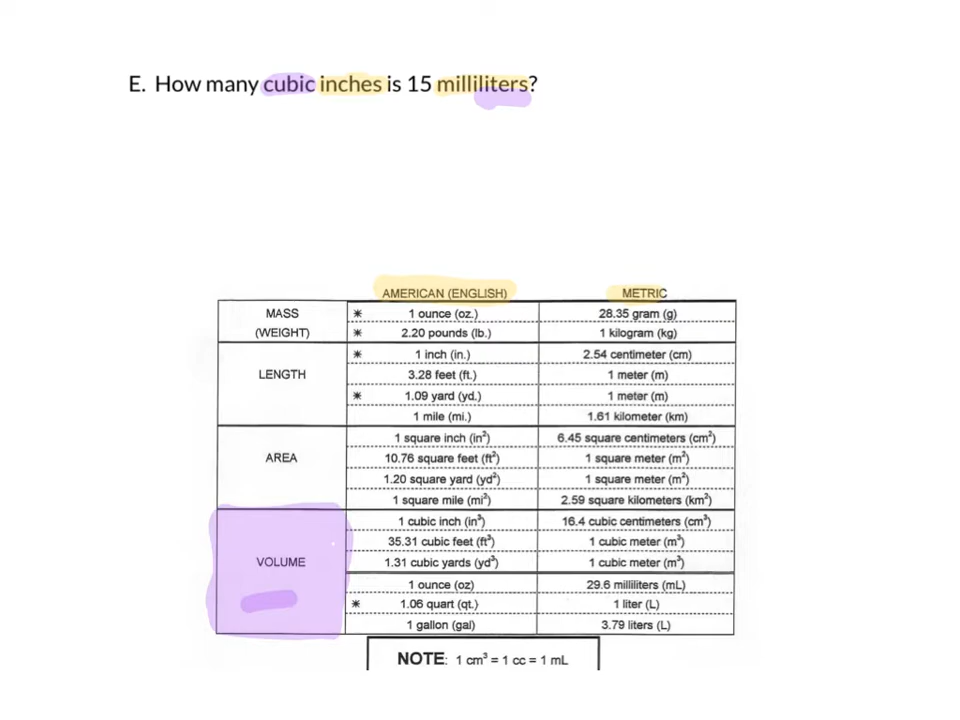 E. How many cubic inches is 15 milliliters?
AMERICAN (ENGLISH) METRIC
MASS (WEIGHT)
* 1 ounce (oz.) 28.35 gram (g)
* 2.20 pounds (lb.) 1 kilogram (kg)
LENGTH
* 1 inch (in.) 2.54 centimeter (cm)
3.28 feet (ft.) 1 meter (m)
* 1.09 yard (yd.) 1 meter (m)
1 mile (mi.) 1.61 kilometer (km)
AREA
1 square inch (in²) 6.45 square centimeters (cm²)
10.76 square feet (ft²) 1 square meter (m²)
1.20 square yard (yd²) 1 square meter (m²)
1 square mile (mi²) 2.59 square kilometers (km²)
VOLUME
1 cubic inch (in³) 16.4 cubic centimeters (cm³)
35.31 cubic feet (ft³) 1 cubic meter (m³)
1.31 cubic yards (yd³) 1 cubic meter (m³)
1 ounce (oz) 29.6 milliliters (mL)
* 1.06 quart (qt.) 1 liter (L)
1 gallon (gal) 3.79 liters (L)
NOTE: 1 cm³ = 1 cc = 1 mL